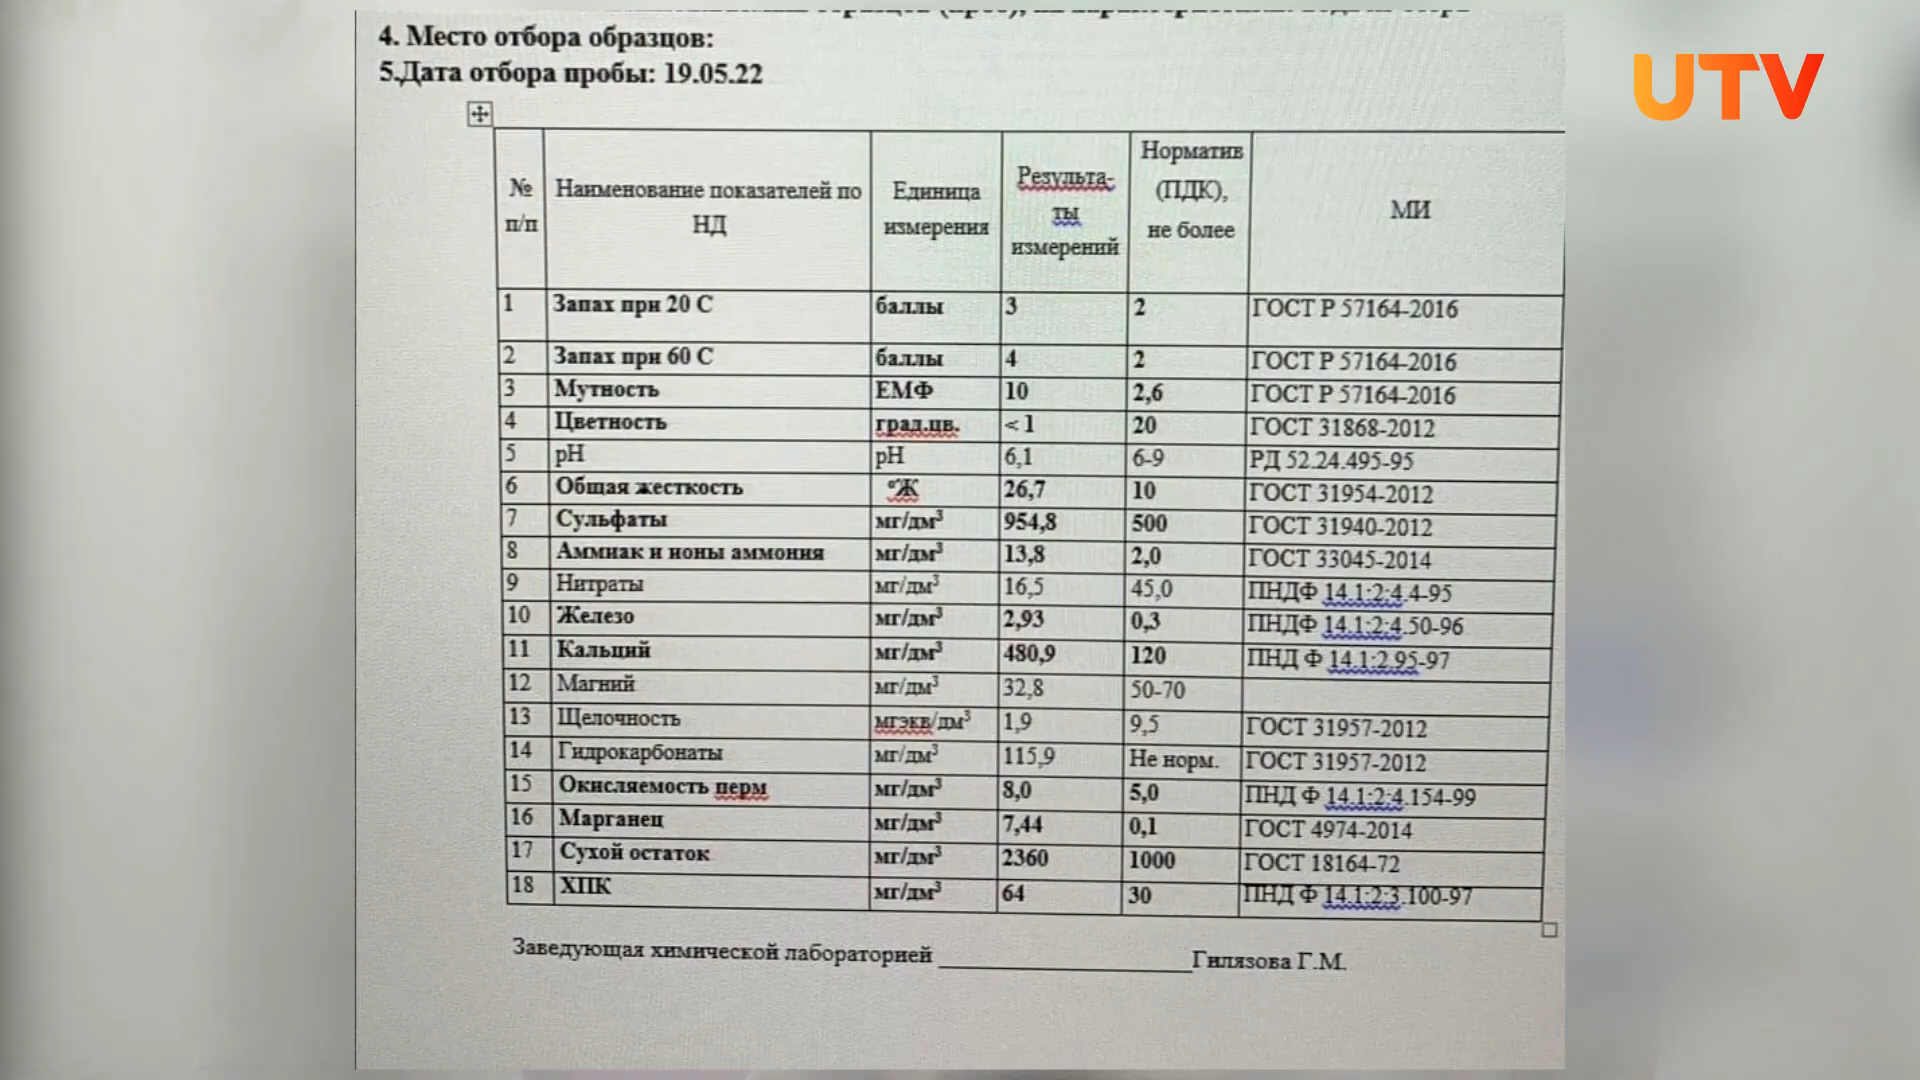 4. Место отбора образцов:
5.Дата отбора пробы: 19.05.22
UTV
№ п/п Наименование показателей по НД Единица измерения Результа-ты измерений Норматив (ПДК), не более МИ
1 Запах при 20 С баллы 3 2 ГОСТ Р 57164-2016
2 Запах при 60 С баллы 4 2 ГОСТ Р 57164-2016
3 Мутность ЕМФ 10 2,6 ГОСТ Р 57164-2016
4 Цветность град.цв. < 1 20 ГОСТ 31868-2012
5 pH pH 6,1 6-9 РД 52.24.495-95
6 Общая жесткость °Ж 26,7 10 ГОСТ 31954-2012
7 Сульфаты мг/дм³ 954,8 500 ГОСТ 31940-2012
8 Аммиак и ионы аммония мг/дм³ 13,8 2,0 ГОСТ 33045-2014
9 Нитраты мг/дм³ 16,5 45,0 ПНДФ 14.1:2:4.4-95
10 Железо мг/дм³ 2,93 0,3 ПНДФ 14.1:2:4.50-96
11 Кальций мг/дм³ 480,9 120 ПНД Ф 14.1:2.95-97
12 Магний мг/дм³ 32,8 50-70
13 Щелочность мгэкв/дм³ 1,9 9,5 ГОСТ 31957-2012
14 Гидрокарбонаты мг/дм³ 115,9 Не норм. ГОСТ 31957-2012
15 Окисляемость перм мг/дм³ 8,0 5,0 ПНД Ф 14.1:2:4.154-99
16 Марганец мг/дм³ 7,44 0,1 ГОСТ 4974-2014
17 Сухой остаток мг/дм³ 2360 1000 ГОСТ 18164-72
18 ХПК мг/дм³ 64 30 ПНД Ф 14.1:2:3.100-97
Заведующая химической лабораторией Гилязова Г.М.